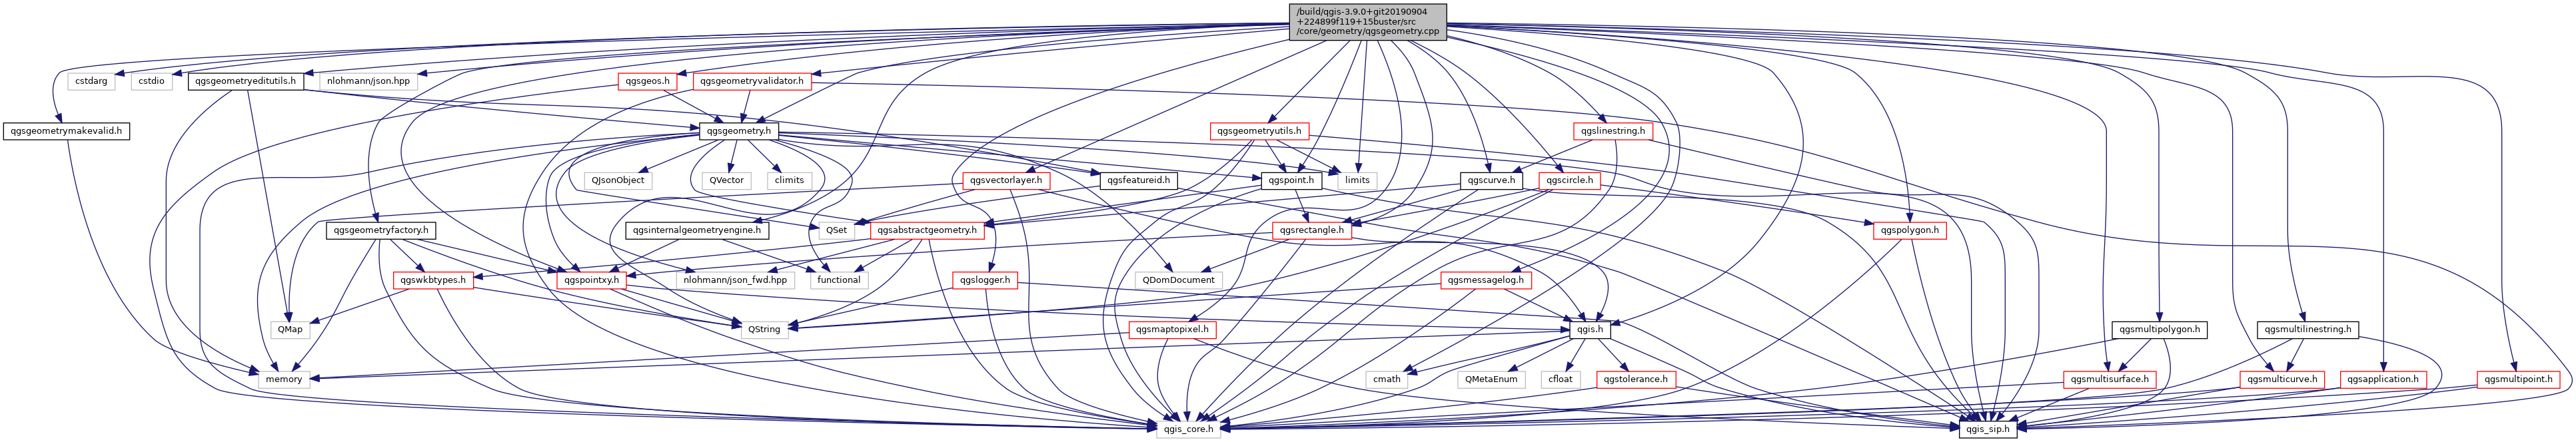 /build/qgis-3.9.0+git20190904
+224899f119+15buster/src
/core/geometry/qgsgeometry.cpp
cstdarg
cstdio
qgsgeometryeditutils.h
nlohmann/json.hpp
qgsgeos.h
qgsgeometryvalidator.h
qgsgeometrymakevalid.h
qgsgeometry.h
qgsgeometryutils.h
qgslinestring.h
QJsonObject
QVector
climits
qgsvectorlayer.h
qgsfeatureid.h
qgspoint.h
limits
qgscurve.h
qgscircle.h
qgsgeometryfactory.h
qgsinternalgeometryengine.h
QSet
qgsabstractgeometry.h
qgsrectangle.h
qgspolygon.h
qgswkbtypes.h
qgspointxy.h
nlohmann/json_fwd.hpp
functional
qgslogger.h
QDomDocument
qgsmessagelog.h
QMap
QString
qgsmaptopixel.h
qgis.h
qgsmultipolygon.h
qgsmultilinestring.h
memory
cmath
QMetaEnum
cfloat
qgstolerance.h
qgsmultisurface.h
qgsmulticurve.h
qgsapplication.h
qgsmultipoint.h
qgis_core.h
qgis_sip.h